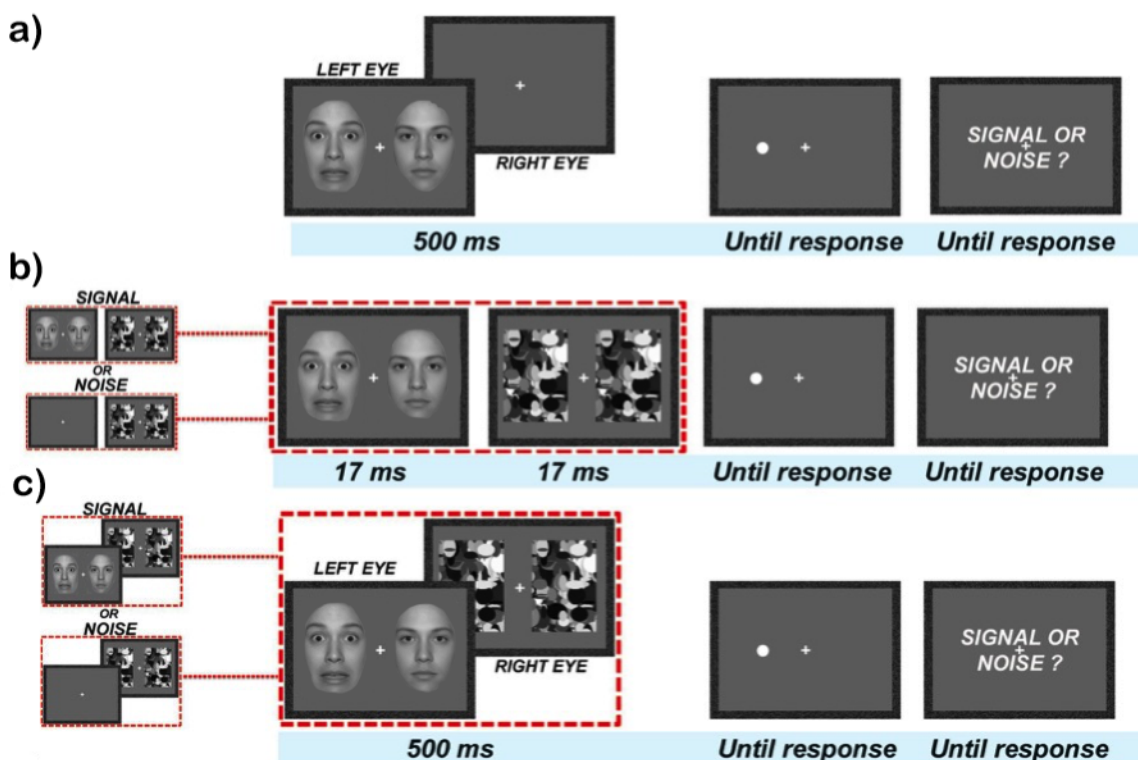 a)
LEFT EYE
RIGHT EYE
SIGNAL OR
NOISE ?
500 ms
Until response
Until response
b)
SIGNAL
OR
NOISE
SIGNAL OR
NOISE ?
17 ms
17 ms
Until response
Until response
c)
SIGNAL
OR
NOISE
LEFT EYE
RIGHT EYE
SIGNAL OR
NOISE ?
500 ms
Until response
Until response